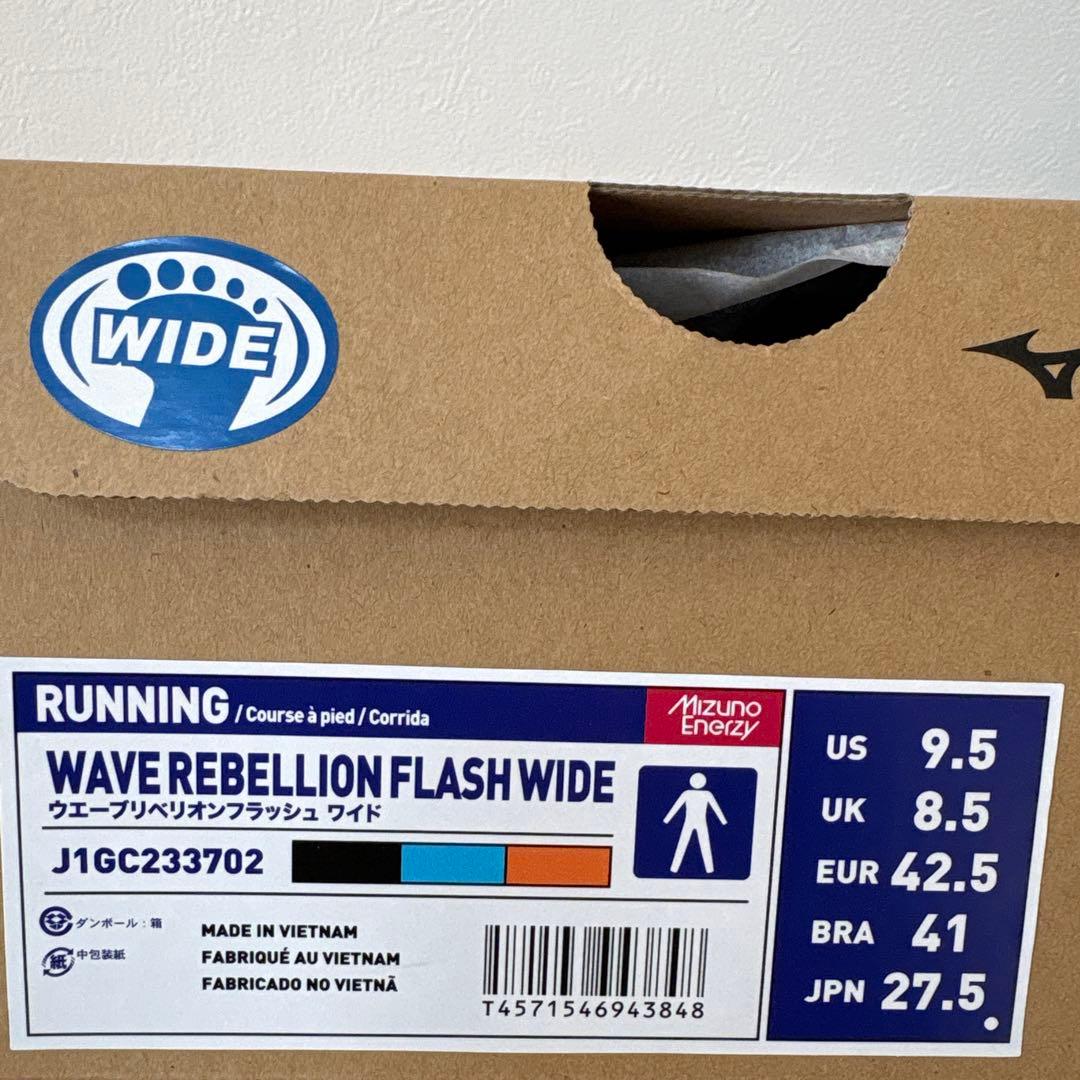 WIDE
RUNNING / Course à pied / Corrida
Mizuno
Enerzy
WAVE REBELLION FLASH WIDE
ウエーブリベリオンフラッシュ ワイド
J1GC233702
ダンボール：箱
紙 中包装紙
MADE IN VIETNAM
FABRIQUÉ AU VIETNAM
FABRICADO NO VIETNÃ
T4571546943848
US 9.5
UK 8.5
EUR 42.5
BRA 41
JPN 27.5